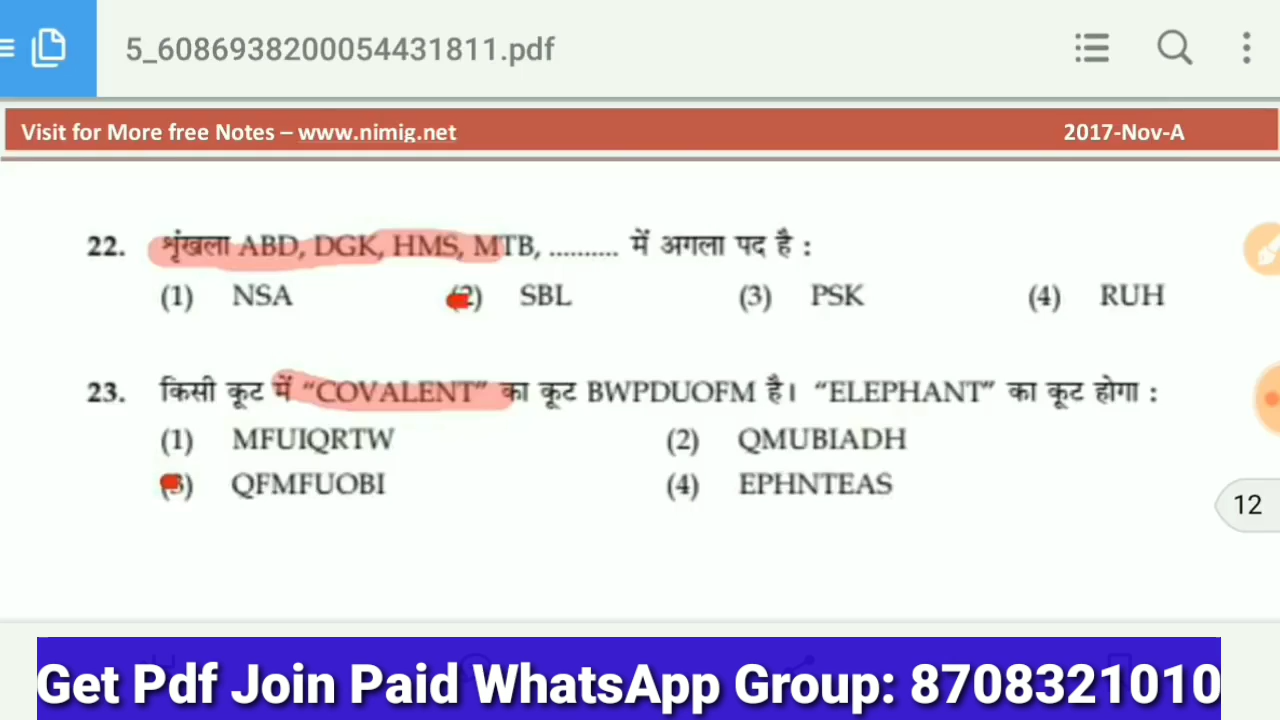 5_6086938200054431811.pdf
Visit for More free Notes – www.nimig.net 2017-Nov-A
22. श्रृंखला ABD, DGK, HMS, MTB, .......... में अगला पद है :
(1) NSA (2) SBL (3) PSK (4) RUH
23. किसी कूट में “COVALENT” का कूट BWPDUOFM है। “ELEPHANT” का कूट होगा :
(1) MFUIQRTW (2) QMUBIADH
(3) QFMFUOBI (4) EPHNTEAS
12
Get Pdf Join Paid WhatsApp Group: 8708321010